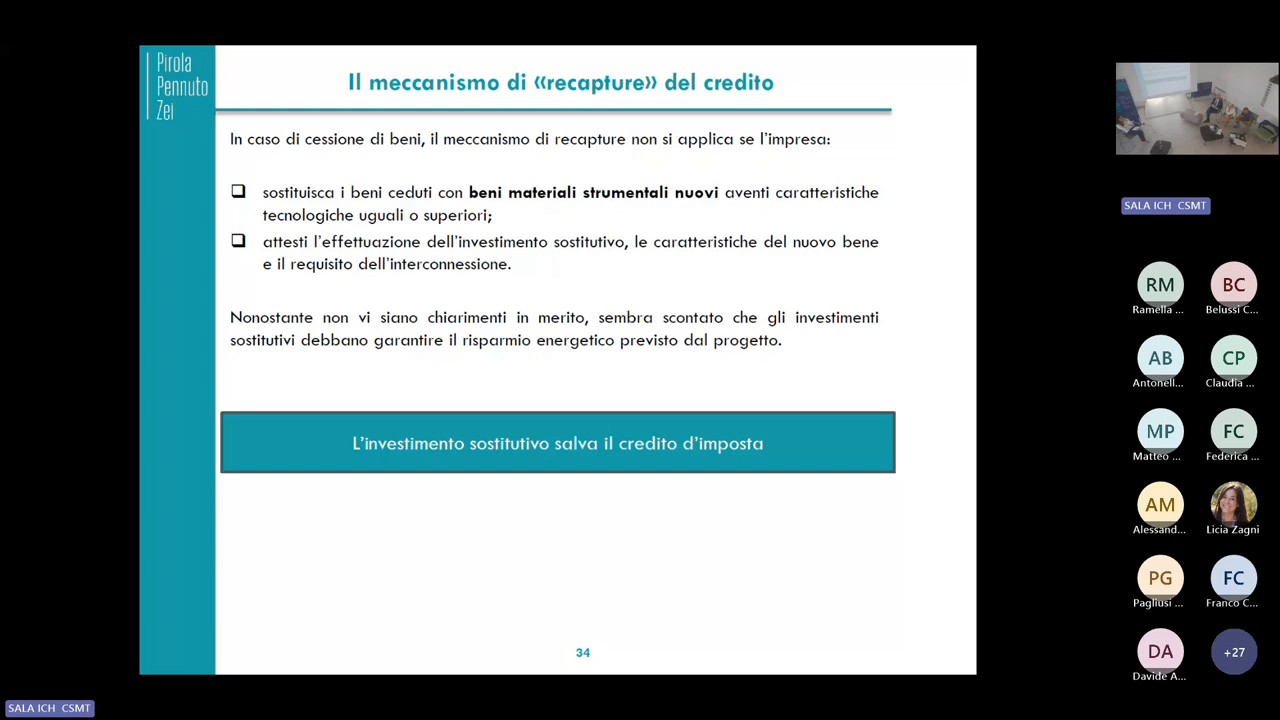 Pirola
Pennuto
Zei
Il meccanismo di «recapture» del credito
In caso di cessione di beni, il meccanismo di recapture non si applica se l'impresa:
❑ sostituisca i beni ceduti con beni materiali strumentali nuovi aventi caratteristiche
tecnologiche uguali o superiori;
❑ attesti l'effettuazione dell'investimento sostitutivo, le caratteristiche del nuovo bene
e il requisito dell'interconnessione.
Nonostante non vi siano chiarimenti in merito, sembra scontato che gli investimenti
sostitutivi debbano garantire il risparmio energetico previsto dal progetto.
L'investimento sostitutivo salva il credito d'imposta
34
SALA ICH CSMT
RM
Ramella ...
BC
Belussi C...
AB
Antonell...
CP
Claudia ...
MP
Matteo ...
FC
Federica ...
AM
Alessand...
Licia Zagni
PG
Pagliusi ...
FC
Franco C...
DA
Davide A...
+27
SALA ICH CSMT